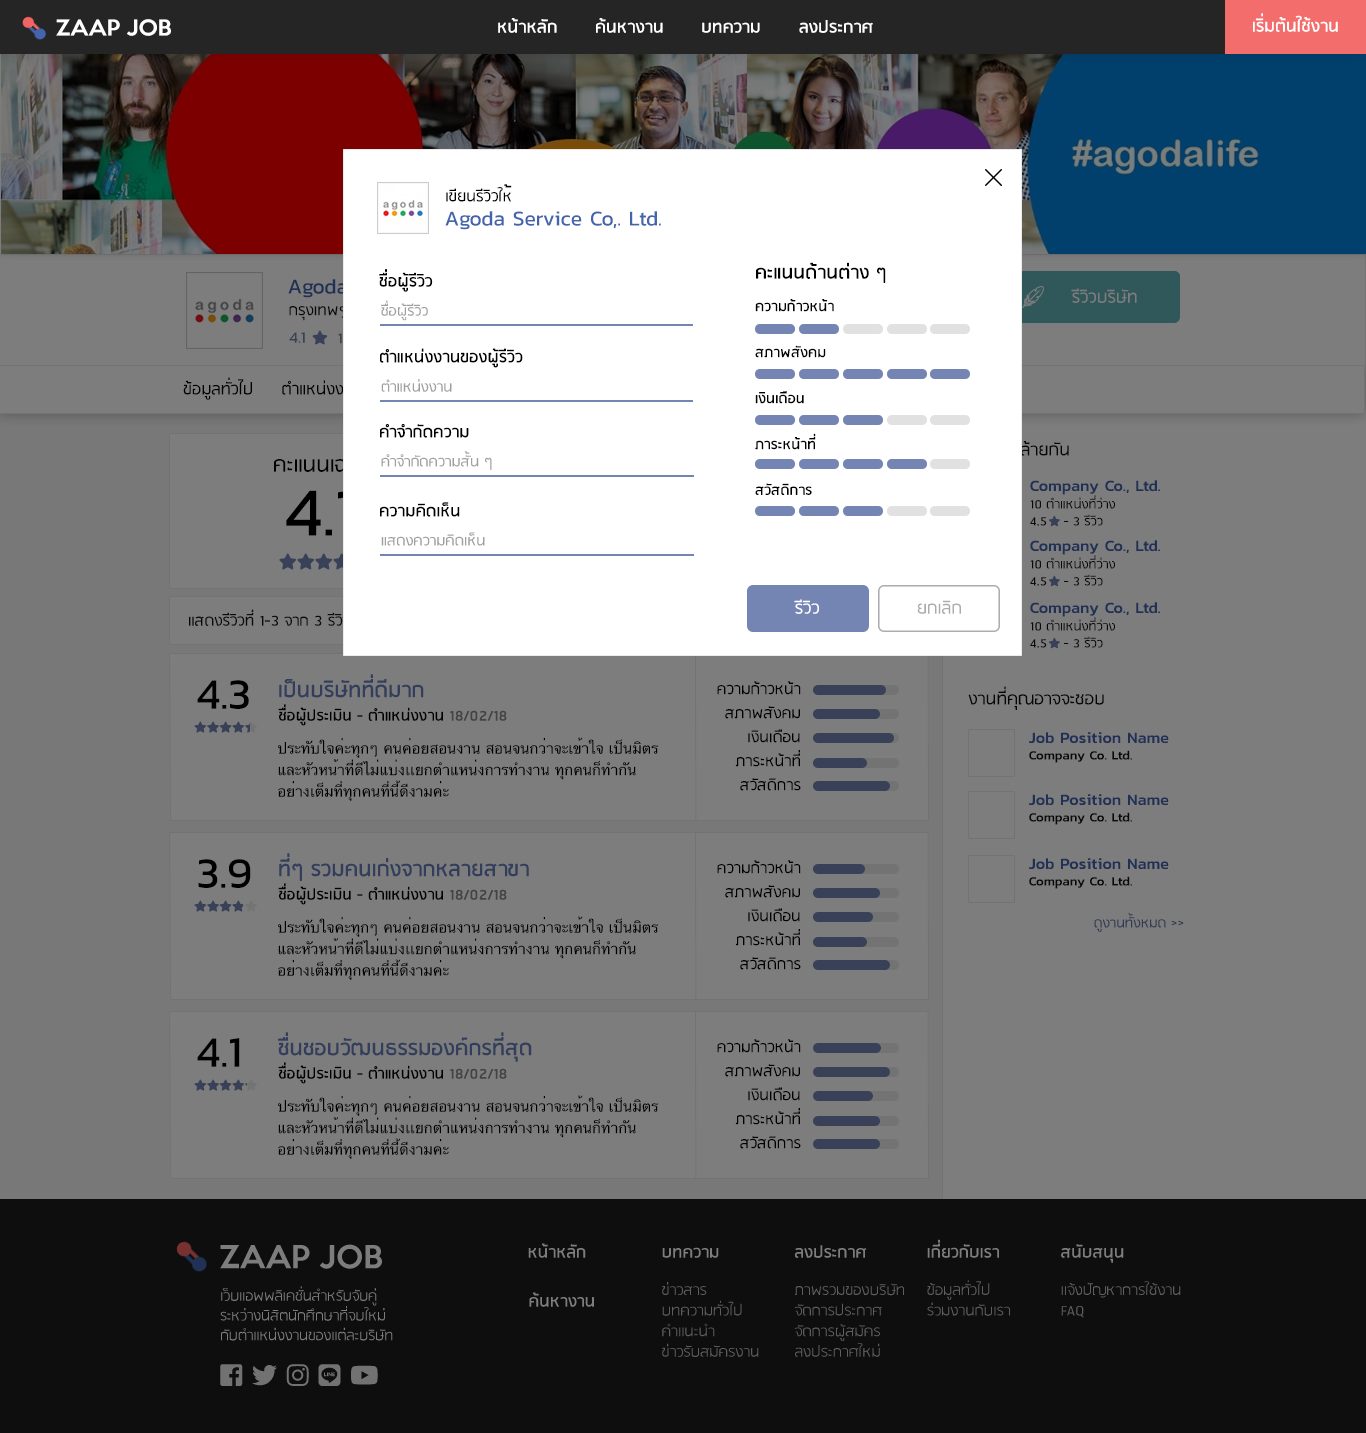 ZAAP JOB
หน้าหลัก
ค้นหางาน
บทความ
ลงประกาศ
เริ่มต้นใช้งาน
#agodalife
agoda
เขียนรีวิวให้
Agoda Service Co,. Ltd.
ชื่อผู้รีวิว
ชื่อผู้รีวิว
ตำแหน่งงานของผู้รีวิว
ตำแหน่งงาน
คำจำกัดความ
คำจำกัดความสั้น ๆ
ความคิดเห็น
แสดงความคิดเห็น
คะแนนด้านต่าง ๆ
ความก้าวหน้า
สภาพสังคม
เงินเดือน
ภาระหน้าที่
สวัสดิการ
รีวิว
ยกเลิก
agoda
Agoda
4.1
รีวิวบริษัท
ข้อมูลทั่วไป
4.1
แสดงรีวิวที่ 1-3 จาก 3
4.3
เป็นบริษัทที่ดีมาก
ชื่อผู้ประเมิน - ตำแหน่งงาน 18/02/18
ประทับใจค่ะทุกๆ คนค่อยสอนงาน สอนจนกว่าจะเข้าใจ เป็นมิตร
และหัวหน้าที่ดีไม่แบ่งแยกตำแหน่งการทำงาน ทุกคนก็ทำกัน
อย่างเต็มที่ทุกคนที่นี้ดีงามค่ะ
ความก้าวหน้า
สภาพสังคม
เงินเดือน
ภาระหน้าที่
สวัสดิการ
3.9
ที่ๆ รวมคนเก่งจากหลายสาขา
ชื่อผู้ประเมิน - ตำแหน่งงาน 18/02/18
ประทับใจค่ะทุกๆ คนค่อยสอนงาน สอนจนกว่าจะเข้าใจ เป็นมิตร
และหัวหน้าที่ดีไม่แบ่งแยกตำแหน่งการทำงาน ทุกคนก็ทำกัน
อย่างเต็มที่ทุกคนที่นี้ดีงามค่ะ
ความก้าวหน้า
สภาพสังคม
เงินเดือน
ภาระหน้าที่
สวัสดิการ
4.1
ชื่นชอบวัฒนธรรมองค์กรที่สุด
ชื่อผู้ประเมิน - ตำแหน่งงาน 18/02/18
ประทับใจค่ะทุกๆ คนค่อยสอนงาน สอนจนกว่าจะเข้าใจ เป็นมิตร
และหัวหน้าที่ดีไม่แบ่งแยกตำแหน่งการทำงาน ทุกคนก็ทำกัน
อย่างเต็มที่ทุกคนที่นี้ดีงามค่ะ
ความก้าวหน้า
สภาพสังคม
เงินเดือน
ภาระหน้าที่
สวัสดิการ
ล้ายกัน
Company Co., Ltd.
10 ตำแหน่งที่ว่าง
4.5 - 3 รีวิว
Company Co., Ltd.
10 ตำแหน่งที่ว่าง
4.5 - 3 รีวิว
Company Co., Ltd.
10 ตำแหน่งที่ว่าง
4.5 - 3 รีวิว
งานที่คุณอาจจะชอบ
Job Position Name
Company Co. Ltd.
Job Position Name
Company Co. Ltd.
Job Position Name
Company Co. Ltd.
ดูงานทั้งหมด >>
ZAAP JOB
เว็บแอพพลิเคชั่นสำหรับจับคู่
ระหว่างนิสิตนักศึกษาที่จบใหม่
กับตำแหน่งงานของแต่ละบริษัท
หน้าหลัก
ค้นหางาน
บทความ
ข่าวสาร
บทความทั่วไป
คำแนะนำ
ข่าวรับสมัครงาน
ลงประกาศ
ภาพรวมของบริษัท
จัดการประกาศ
จัดการผู้สมัคร
ลงประกาศใหม่
เกี่ยวกับเรา
ข้อมูลทั่วไป
ร่วมงานกับเรา
สนับสนุน
แจ้งปัญหาการใช้งาน
FAQ